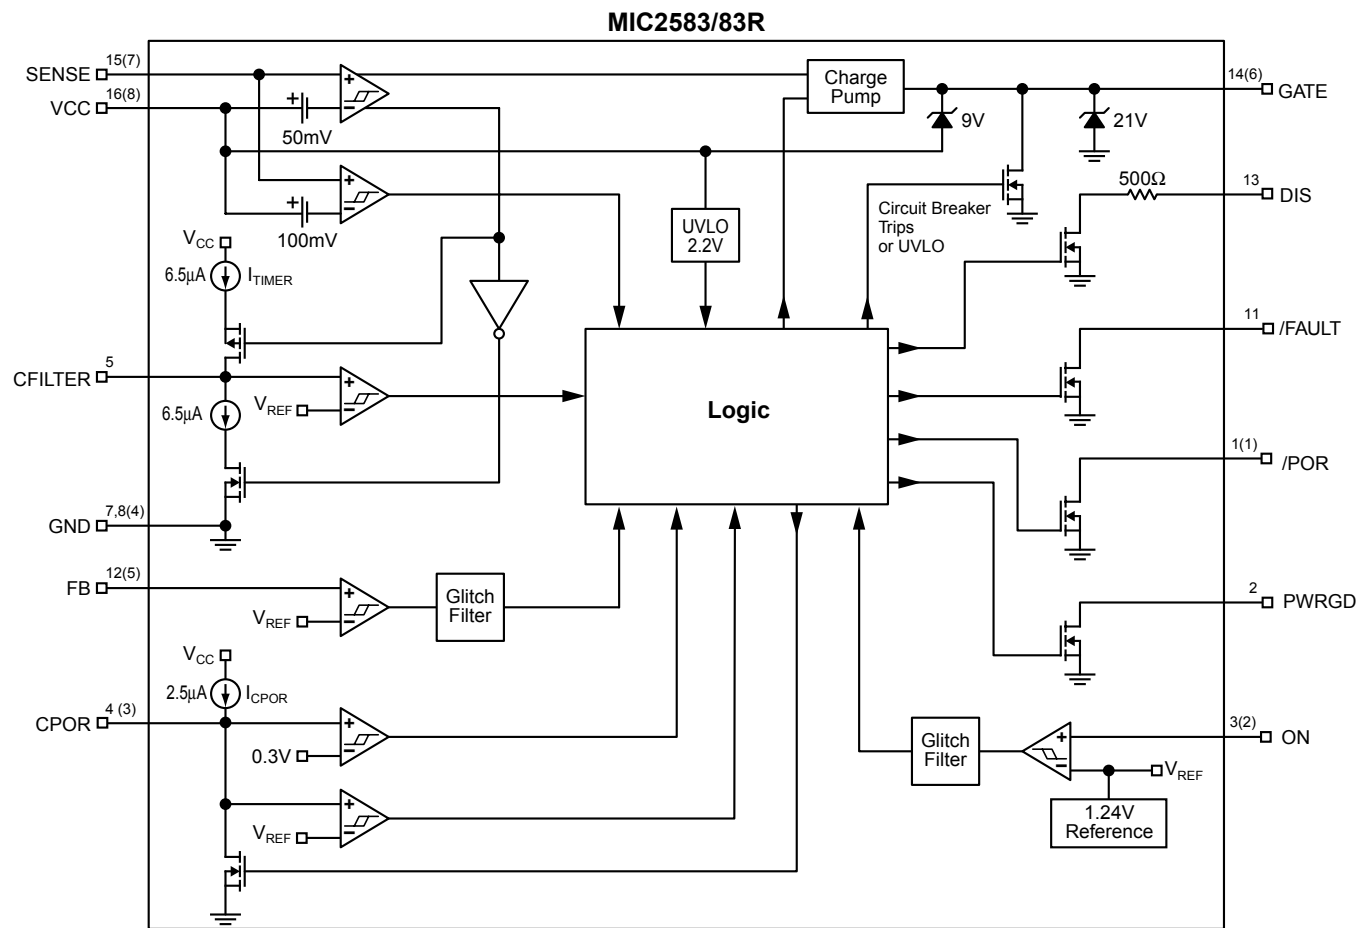 MIC2583/83R
15(7)
SENSE
16(8)
VCC
+
−
+
50mV
+
−
+
100mV
Charge
Pump
9V
21V
14(6)
GATE
500Ω
13
DIS
UVLO
2.2V
Circuit Breaker
Trips
or UVLO
VCC
6.5µA
ITIMER
11
/FAULT
5
CFILTER
+
−
VREF
6.5µA
Logic
1(1)
/POR
7,8(4)
GND
12(5)
FB
+
−
VREF
Glitch
Filter
2
PWRGD
VCC
2.5µA
ICPOR
4 (3)
CPOR
+
−
0.3V
Glitch
Filter
+
−
3(2)
ON
VREF
1.24V
Reference
+
−
VREF